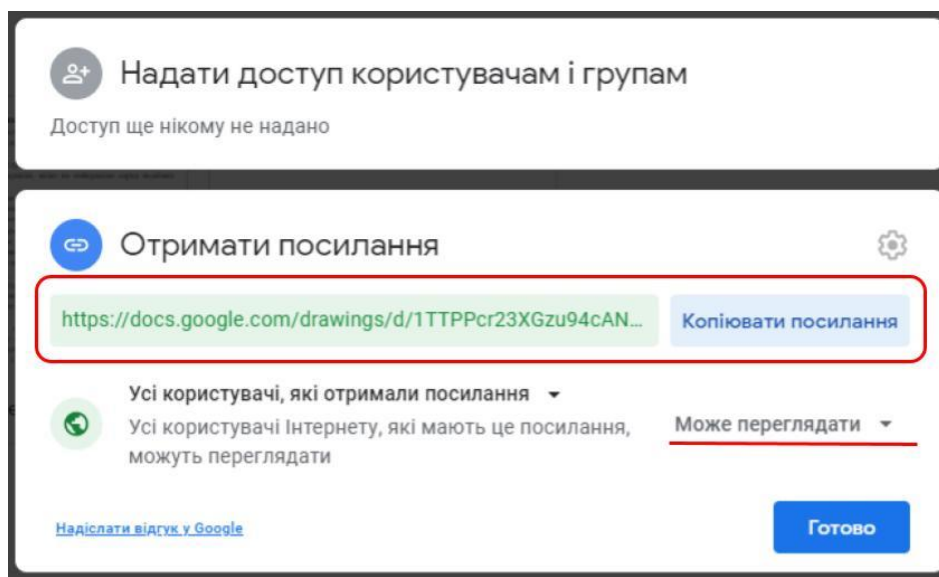 Надати доступ користувачам і групам
Доступ ще нікому не надано
Отримати посилання
https://docs.google.com/drawings/d/1TTPPcr23XGzu94cAN...
Копіювати посилання
Усі користувачі, які отримали посилання
Усі користувачі Інтернету, які мають це посилання,
можуть переглядати
Може переглядати
Надіслати відгук у Google
Готово